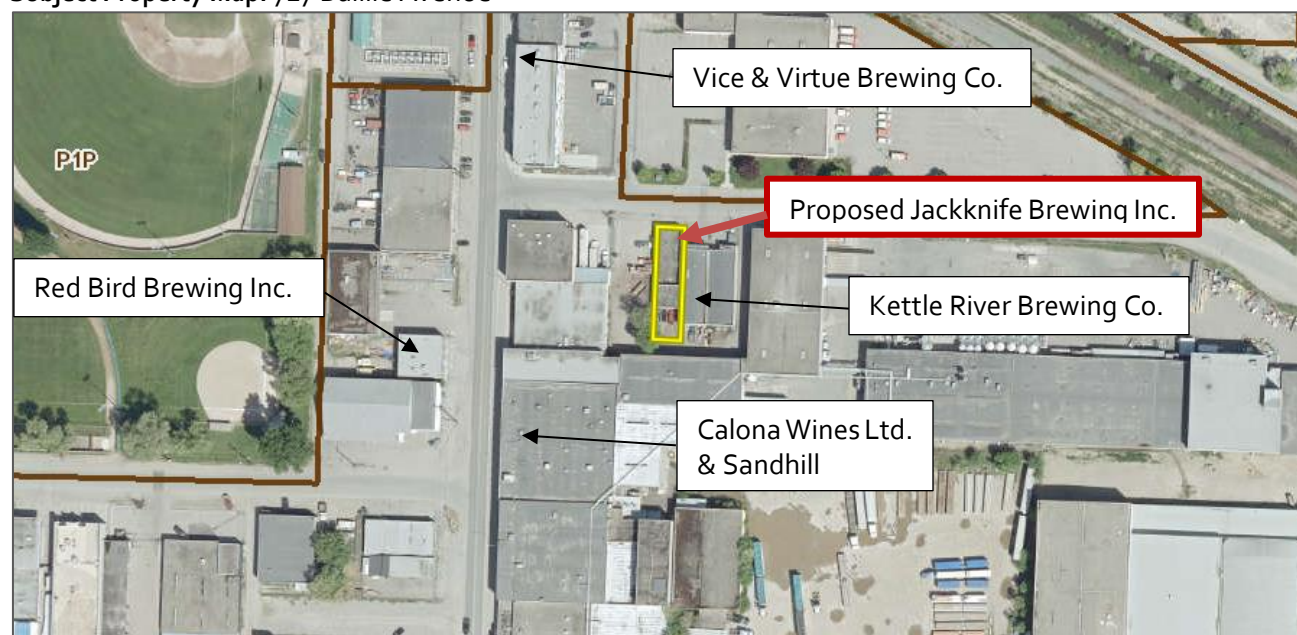 Vice & Virtue Brewing Co.
P1P
Proposed Jackknife Brewing Inc.
Red Bird Brewing Inc.
Kettle River Brewing Co.
Calona Wines Ltd.
& Sandhill